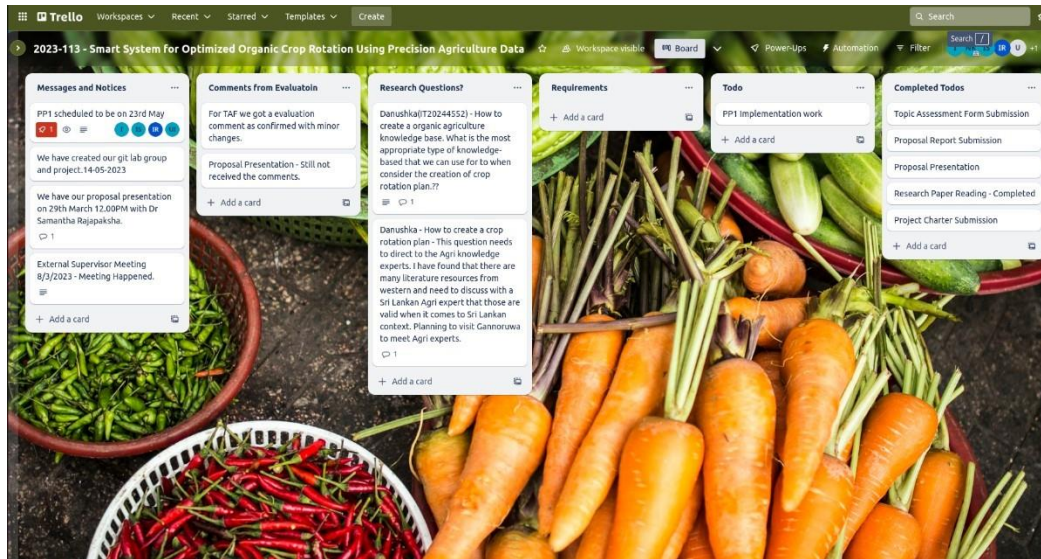 Trello
Workspaces
Recent
Starred
Templates
Create
Search
2023-113 - Smart System for Optimized Organic Crop Rotation Using Precision Agriculture Data
Workspace visible
Board
Power-Ups
Automation
Filter
Search /
IR
U
+1
Messages and Notices
PP1 scheduled to be on 23rd May
1
IR
We have created our git lab group
and project.14-05-2023
We have our proposal presentation
on 29th March 12.00PM with Dr
Samantha Rajapaksha.
1
External Supervisor Meeting
8/3/2023 - Meeting Happened.
+ Add a card
Comments from Evaluatoin
For TAF we got a evaluation
comment as confirmed with minor
changes.
Proposal Presentation - Still not
received the comments.
+ Add a card
Research Questions?
Danushka(IT20244552) - How to
create a organic agriculture
knowledge base. What is the most
appropriate type of knowledge-
based that we can use for to when
consider the creation of crop
rotation plan.??
1
Danushka - How to create a crop
rotation plan - This question needs
to direct to the Agri knowledge
experts. I have found that there are
many literature resources from
western and need to discuss with a
Sri Lankan Agri expert that those are
valid when it comes to Sri Lankan
context. Planning to visit Gannoruwa
to meet Agri experts.
1
+ Add a card
Requirements
+ Add a card
Todo
PP1 Implementation work
+ Add a card
Completed Todos
Topic Assessment Form Submission
Proposal Report Submission
Proposal Presentation
Research Paper Reading - Completed
Project Charter Submission
+ Add a card